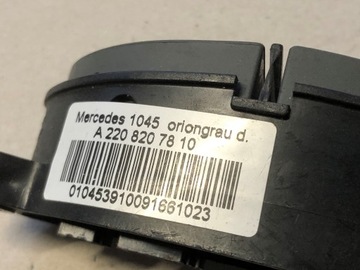 Mercedes 1045 oriongrau d.
A 220 820 78 10
010453910091661023